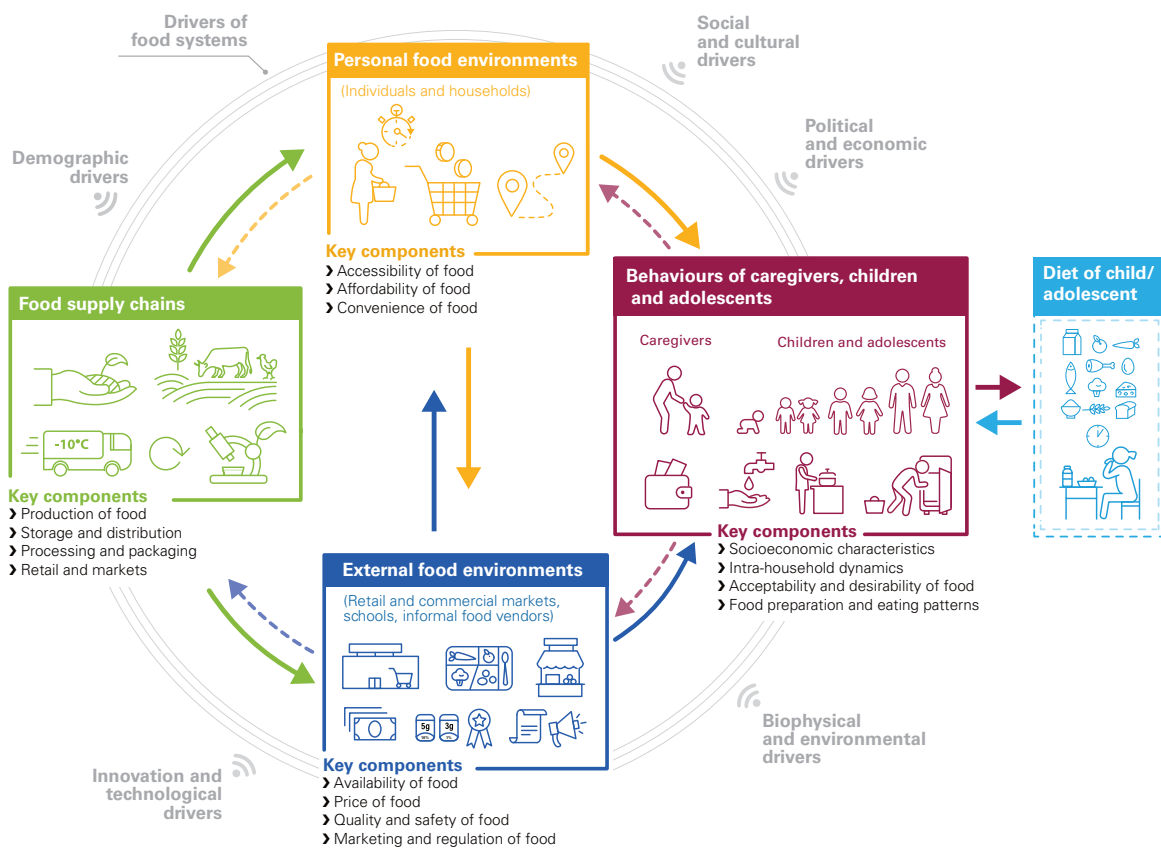 Drivers of
food systems
Social
and cultural
drivers
Personal food environments
(Individuals and households)
Political
and economic
drivers
Demographic
drivers
Key components
❯ Accessibility of food
❯ Affordability of food
❯ Convenience of food
Food supply chains
-10°C
Key components
❯ Production of food
❯ Storage and distribution
❯ Processing and packaging
❯ Retail and markets
Behaviours of caregivers, children
and adolescents
Caregivers
Children and adolescents
Key components
❯ Socioeconomic characteristics
❯ Intra-household dynamics
❯ Acceptability and desirability of food
❯ Food preparation and eating patterns
Diet of child/
adolescent
External food environments
(Retail and commercial markets,
schools, informal food vendors)
5g
3g
Key components
❯ Availability of food
❯ Price of food
❯ Quality and safety of food
❯ Marketing and regulation of food
Biophysical
and environmental
drivers
Innovation and
technological
drivers